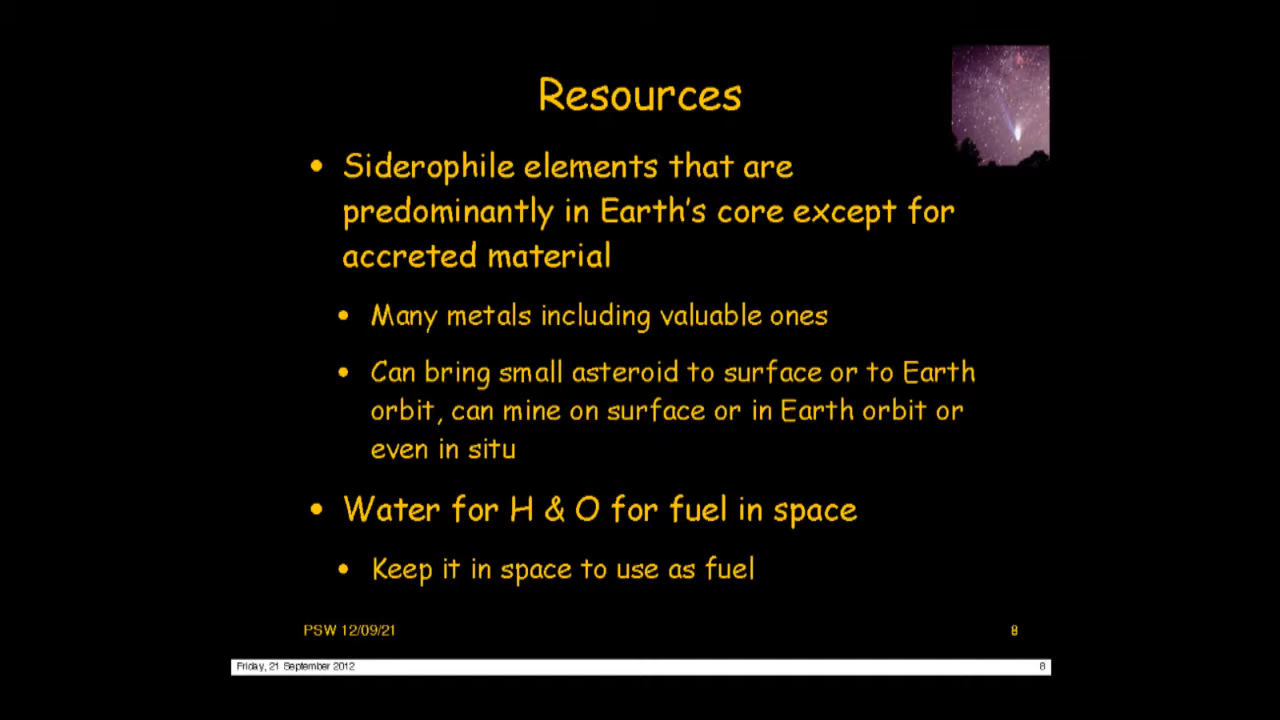 Resources
• Siderophile elements that are
predominantly in Earth's core except for
accreted material
• Many metals including valuable ones
• Can bring small asteroid to surface or to Earth
orbit, can mine on surface or in Earth orbit or
even in situ
• Water for H & O for fuel in space
• Keep it in space to use as fuel
PSW 12/09/21 8
Friday, 21 September 2012 8